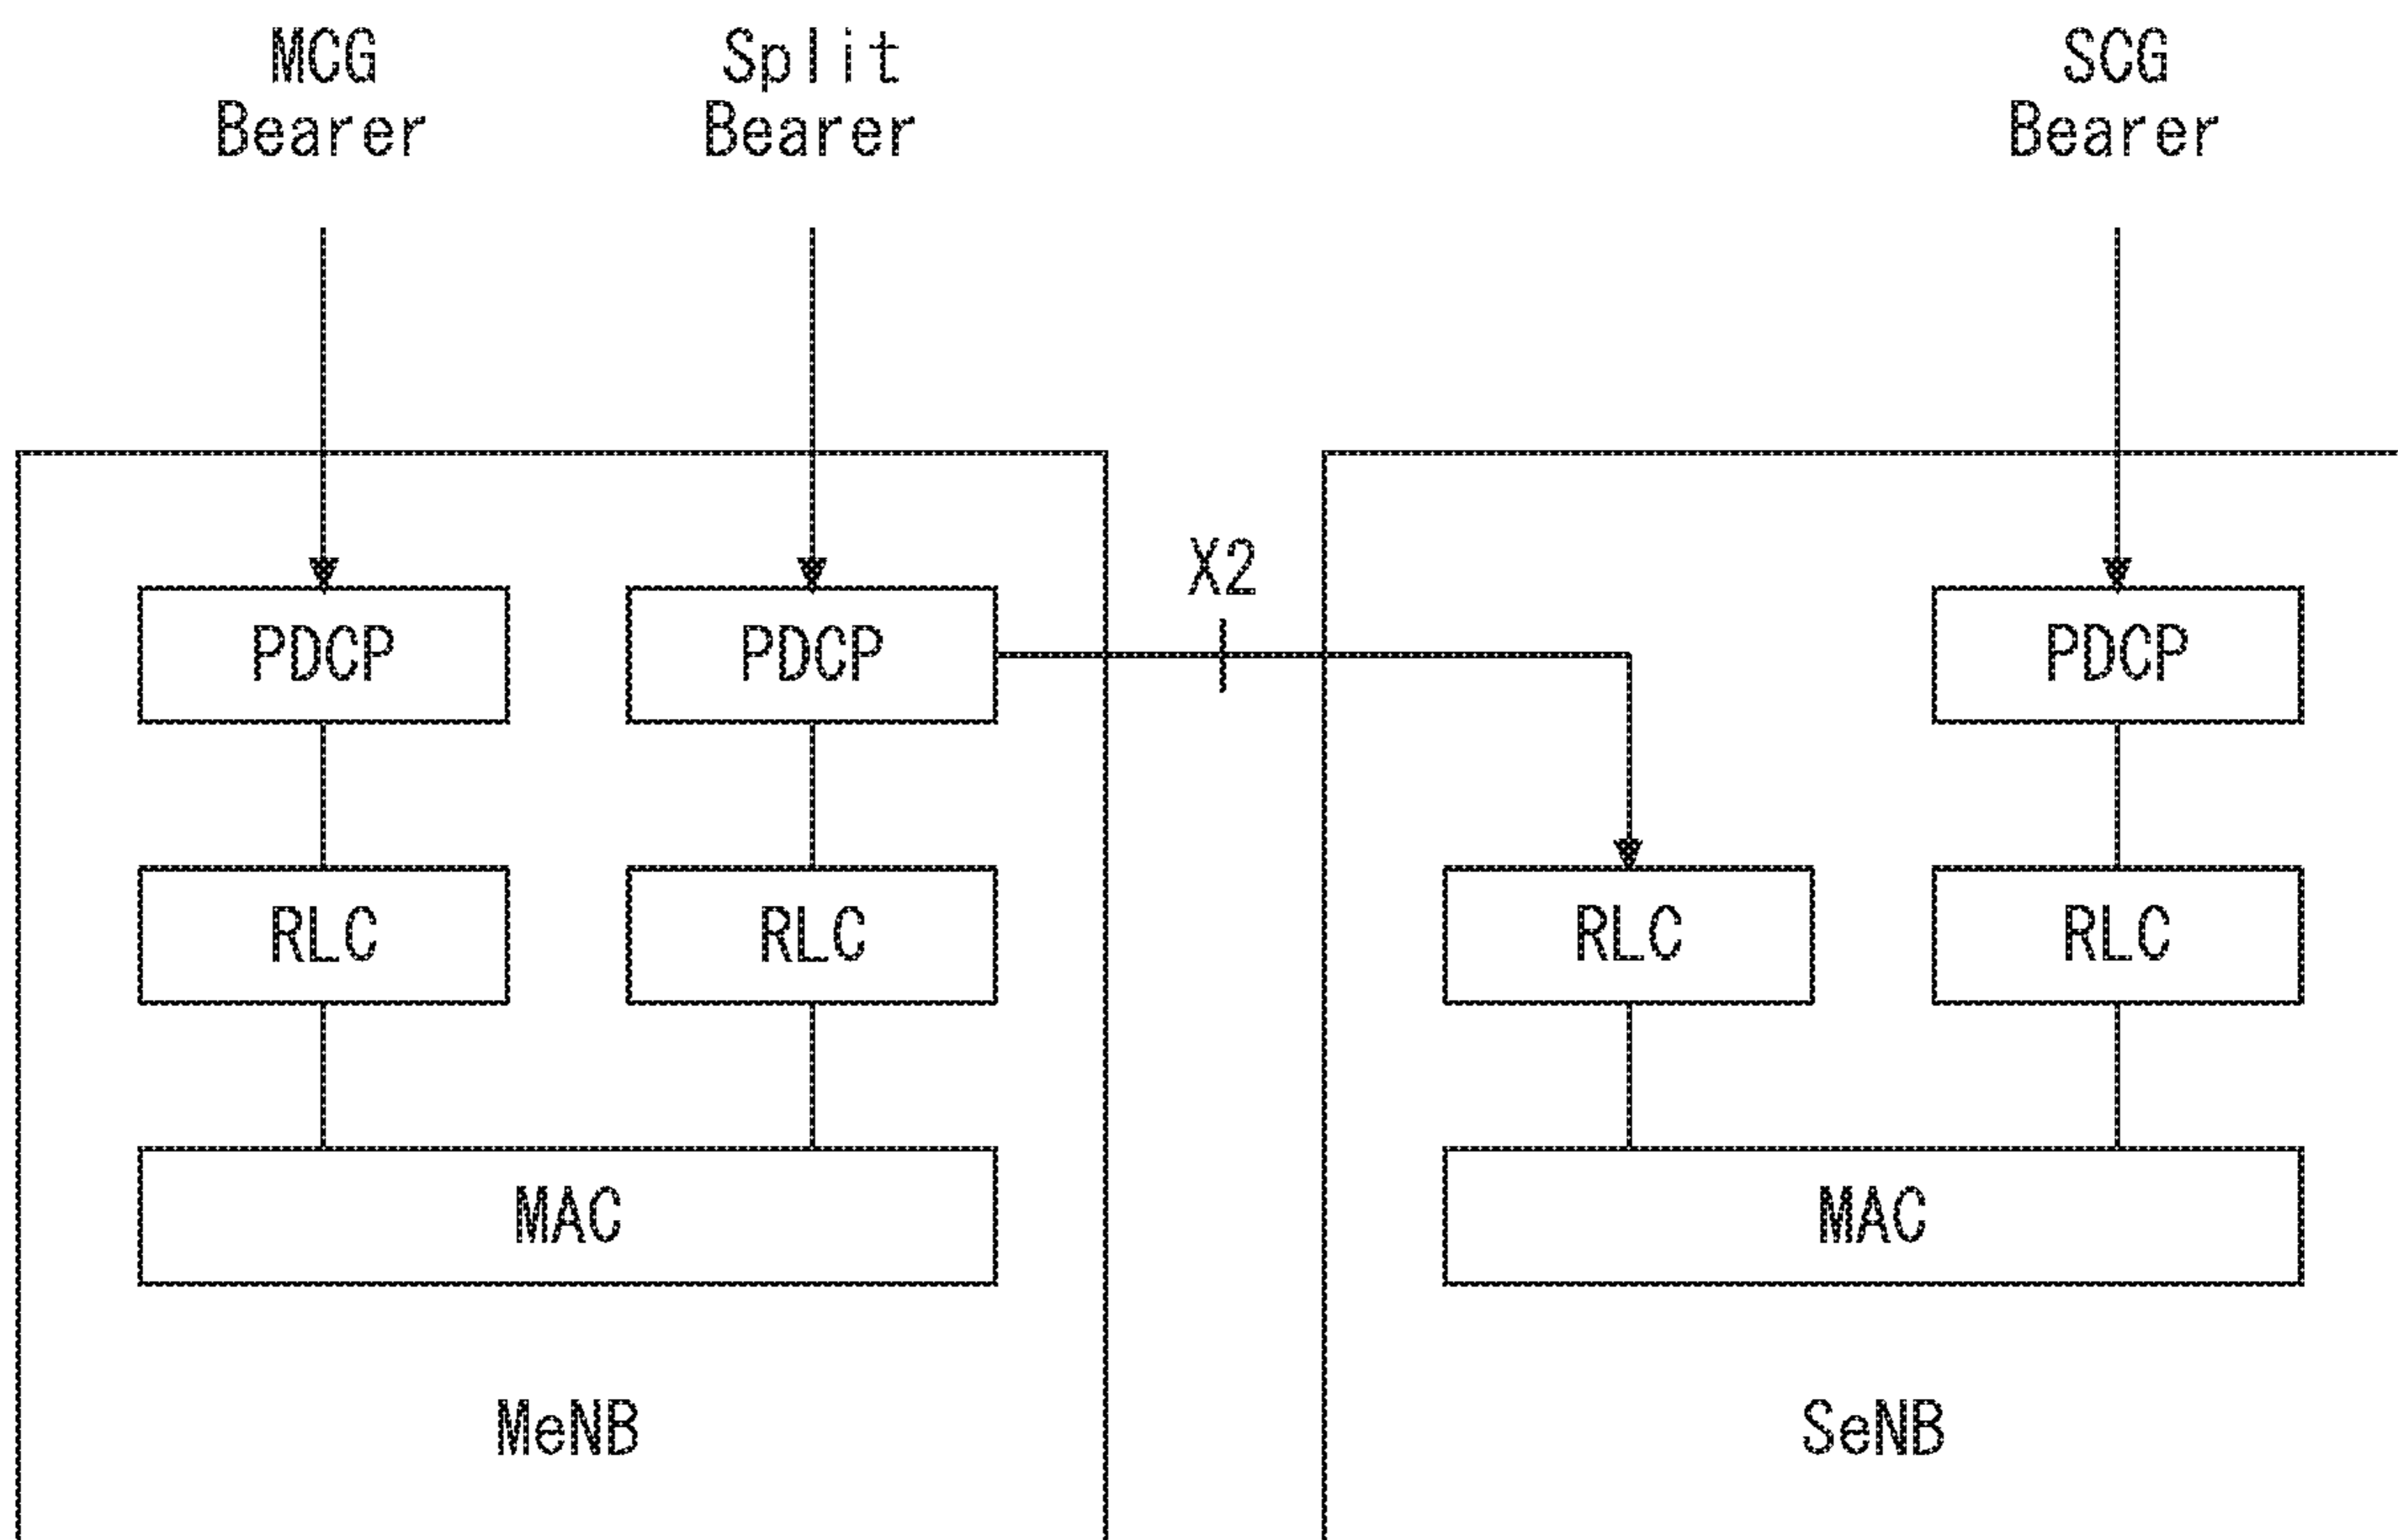 MCG
Bearer
Split
Bearer
SCG
Bearer
X2
PDCP
PDCP
PDCP
RLC
RLC
RLC
RLC
MAC
MAC
MeNB
SeNB